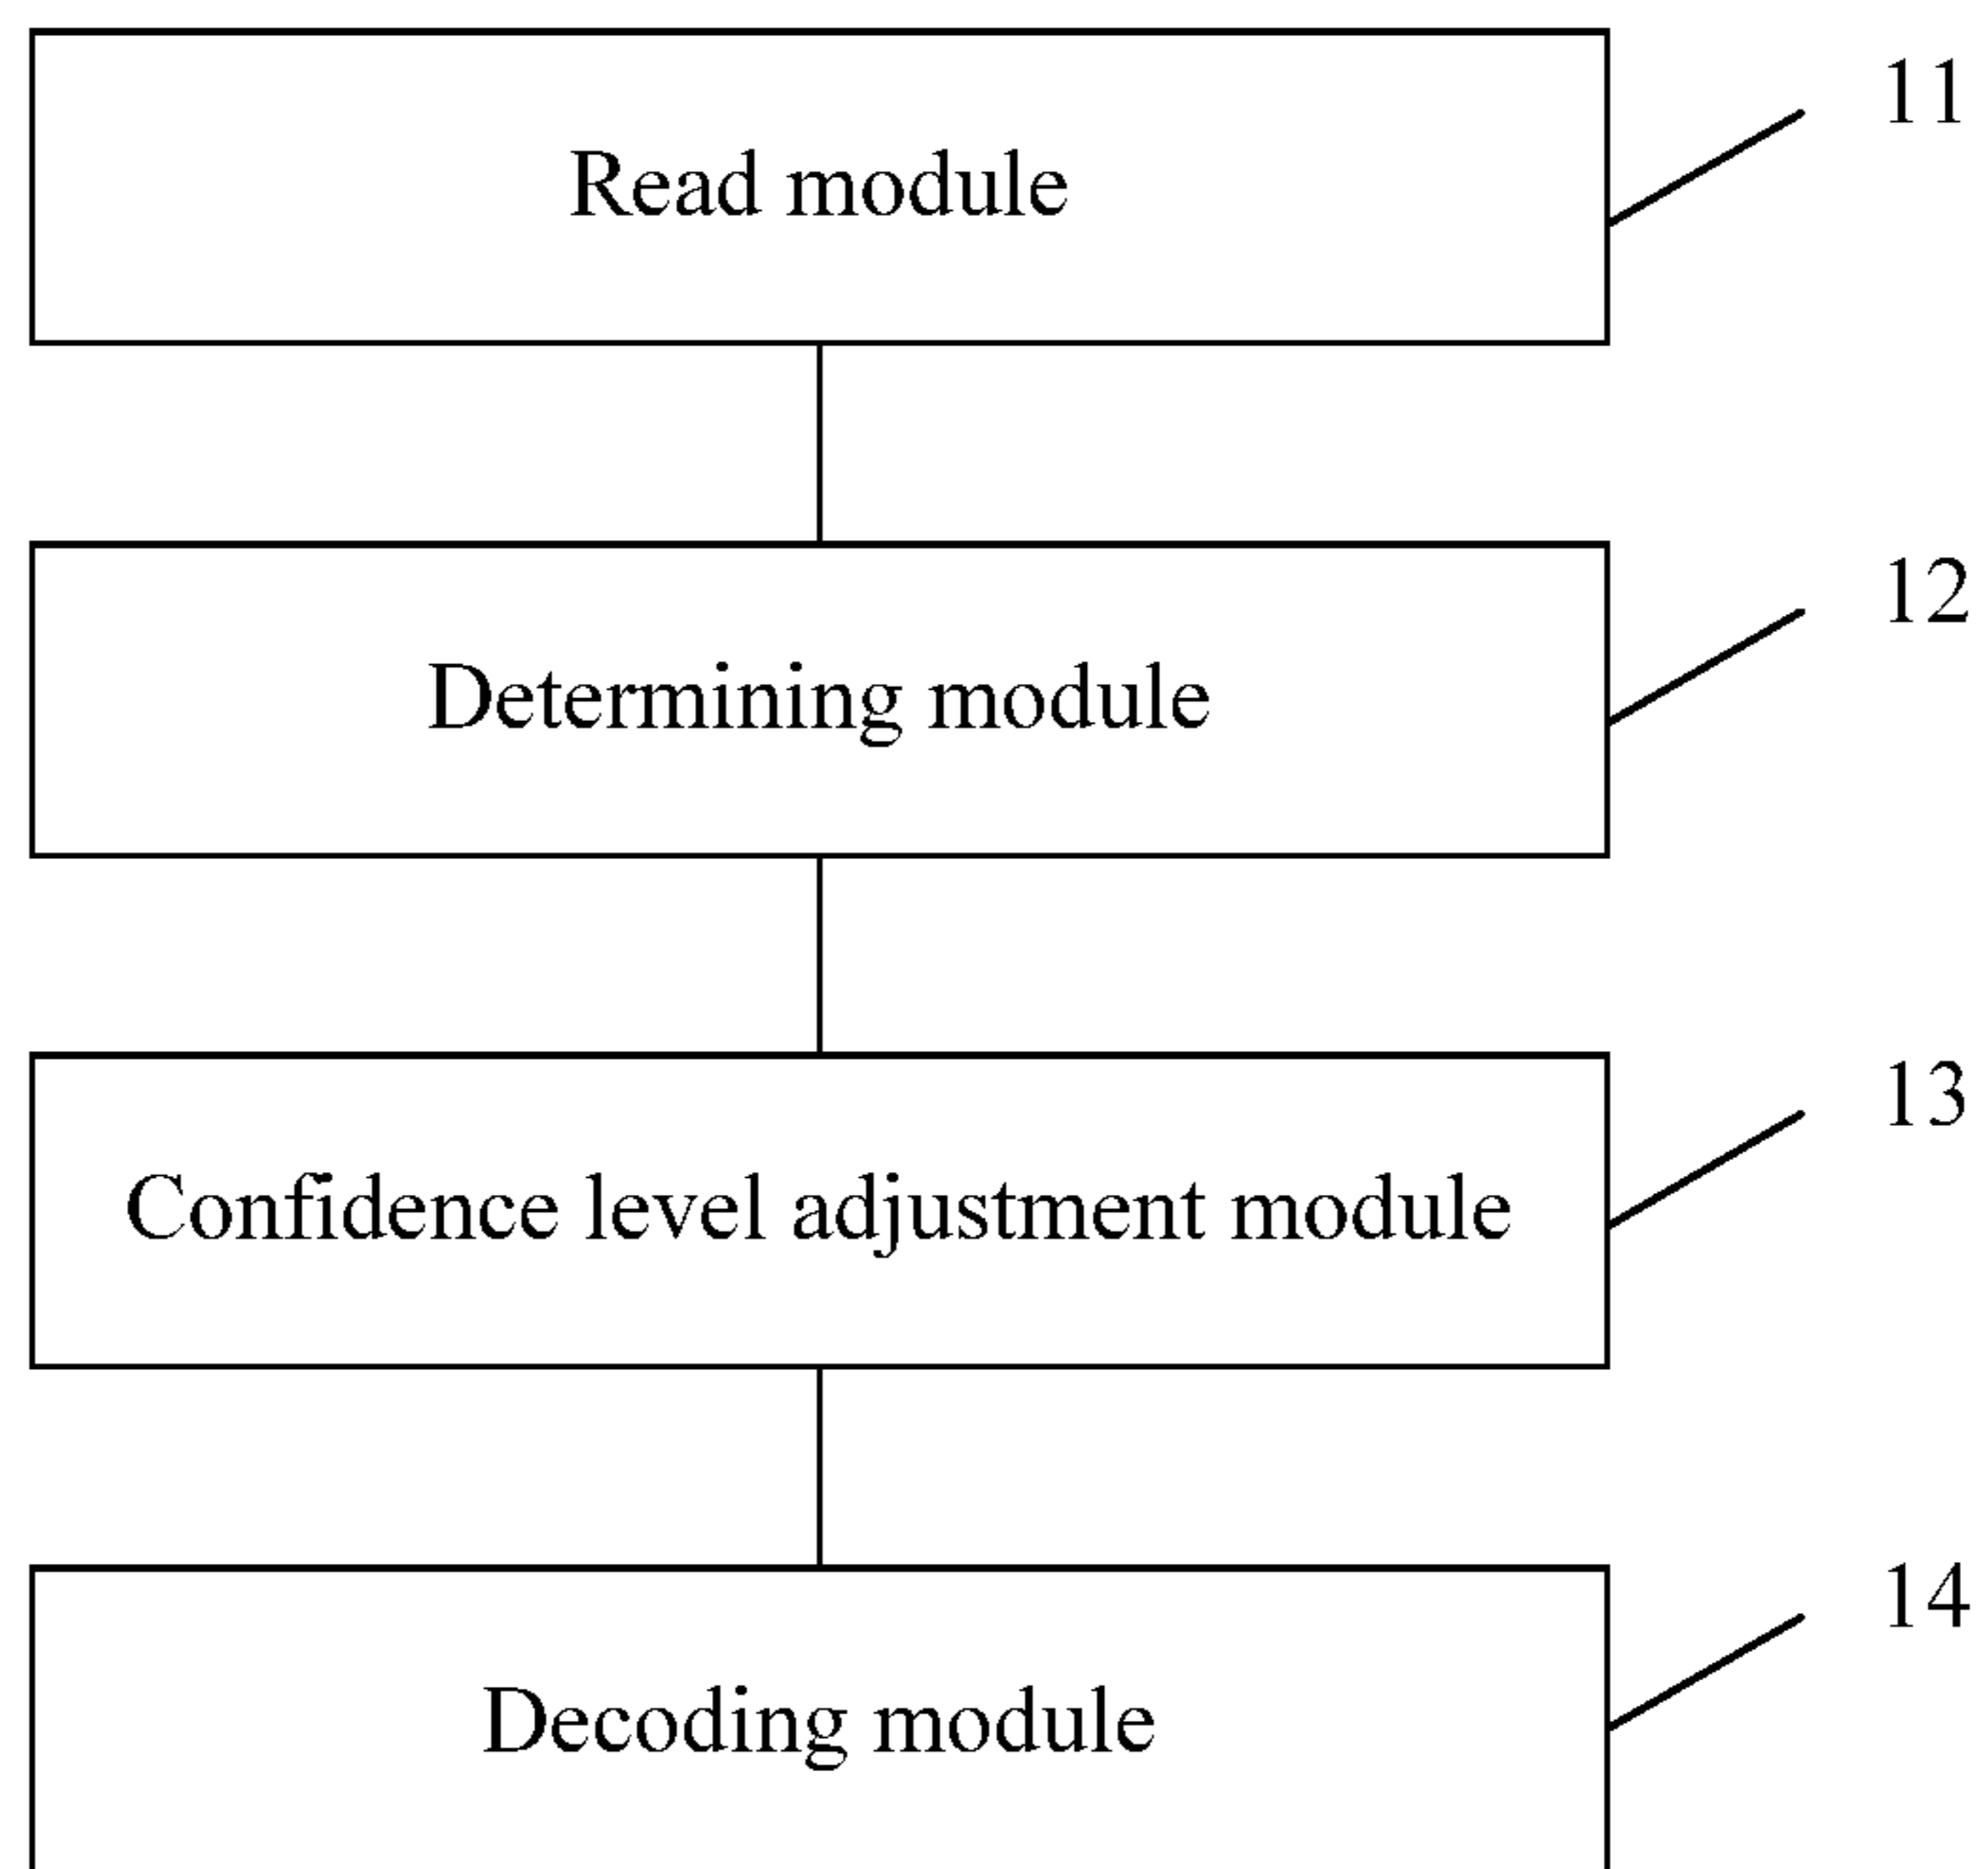 11
Read module
12
Determining module
13
Confidence level adjustment module
14
Decoding module